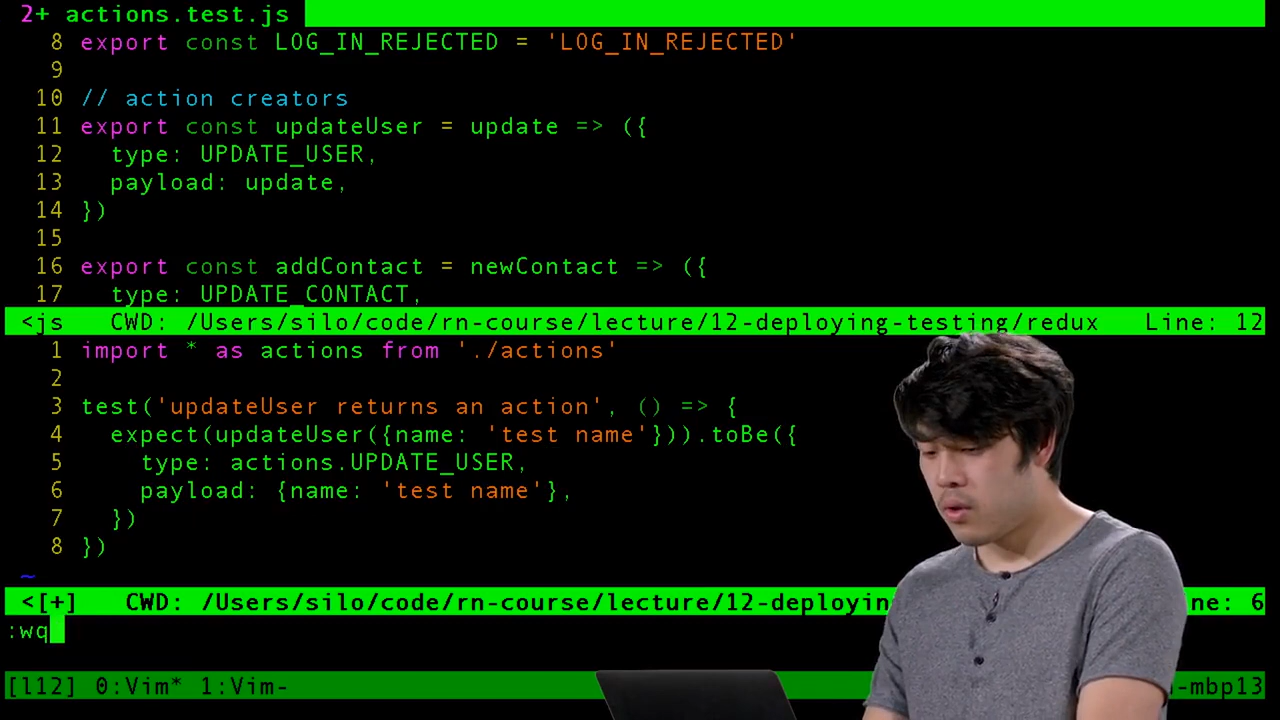 2+ actions.test.js
8 export const LOG_IN_REJECTED = 'LOG_IN_REJECTED'
9
10 // action creators
11 export const updateUser = update => ({
12   type: UPDATE_USER,
13   payload: update,
14 })
15
16 export const addContact = newContact => ({
17   type: UPDATE_CONTACT,
<js   CWD: /Users/silo/code/rn-course/lecture/12-deploying-testing/redux   Line: 12
1 import * as actions from './actions'
2
3 test('updateUser returns an action', () => {
4   expect(updateUser({name: 'test name'})).toBe({
5     type: actions.UPDATE_USER,
6     payload: {name: 'test name'},
7   })
8 })
~
<[+]   CWD: /Users/silo/code/rn-course/lecture/12-deployin ne: 6
:wq
[l12] 0:Vim* 1:Vim- -mbp13